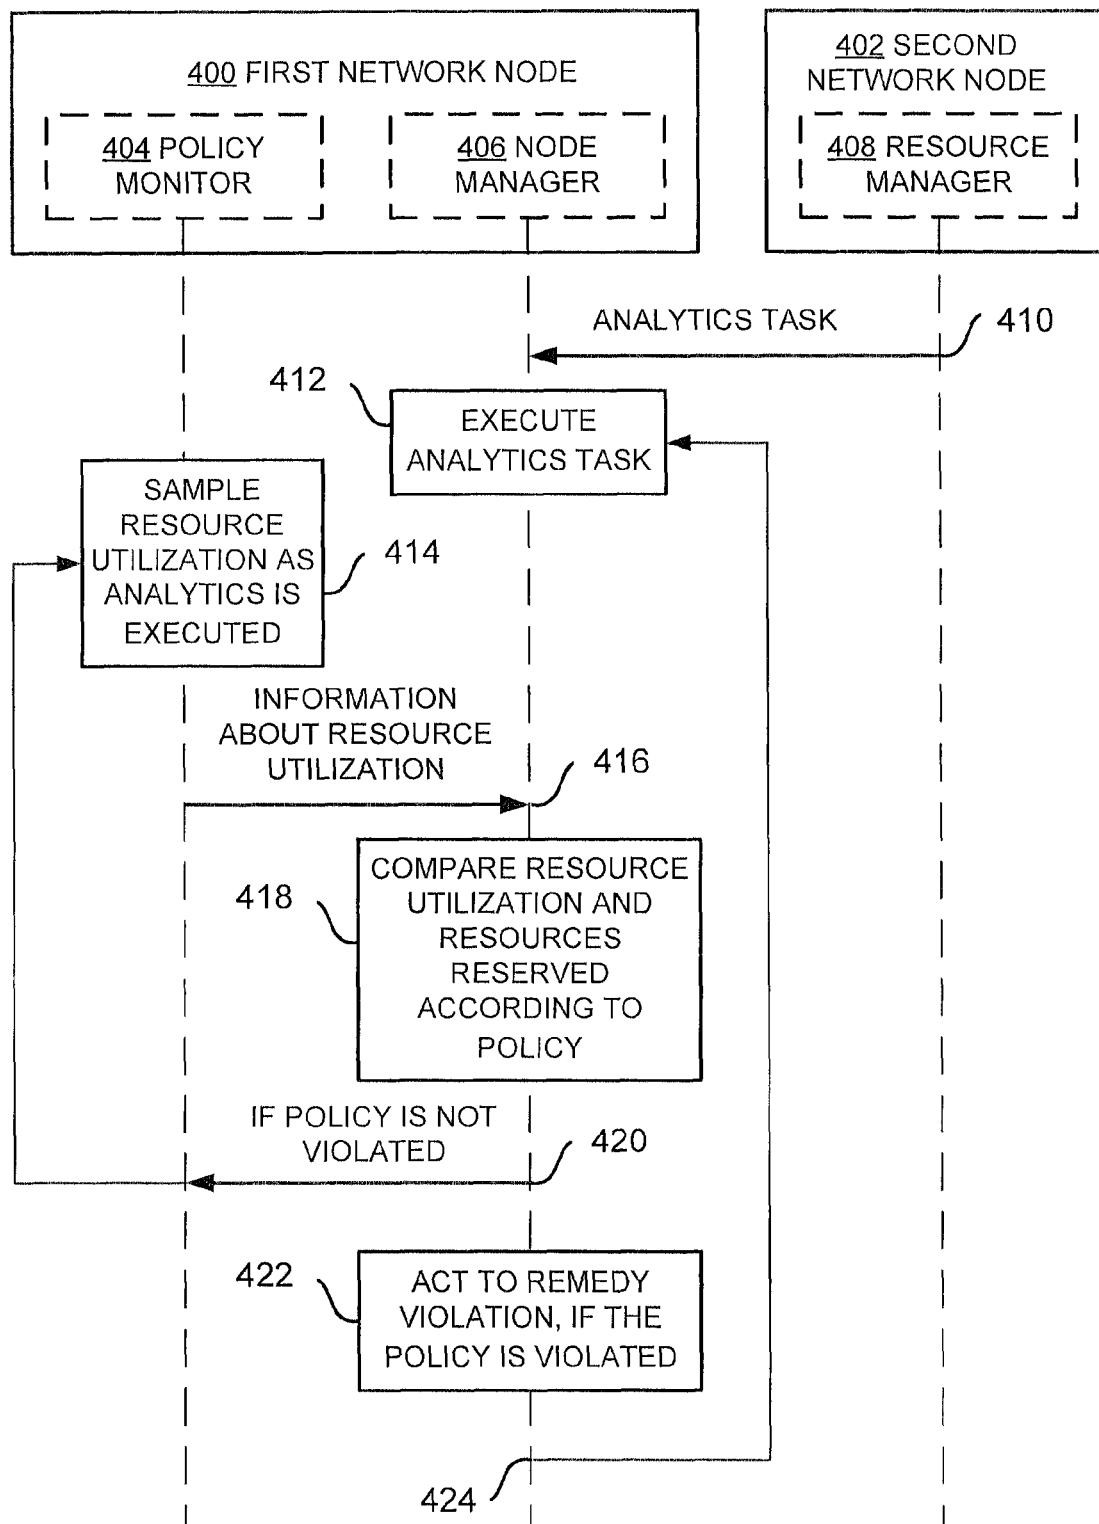 400 FIRST NETWORK NODE
404 POLICY
MONITOR
406 NODE
MANAGER
402 SECOND
NETWORK NODE
408 RESOURCE
MANAGER
ANALYTICS TASK
410
412
EXECUTE
ANALYTICS TASK
SAMPLE
RESOURCE
UTILIZATION AS
ANALYTICS IS
EXECUTED
414
INFORMATION
ABOUT RESOURCE
UTILIZATION
416
418
COMPARE RESOURCE
UTILIZATION AND
RESOURCES
RESERVED
ACCORDING TO
POLICY
IF POLICY IS NOT
VIOLATED
420
422
ACT TO REMEDY
VIOLATION, IF THE
POLICY IS VIOLATED
424